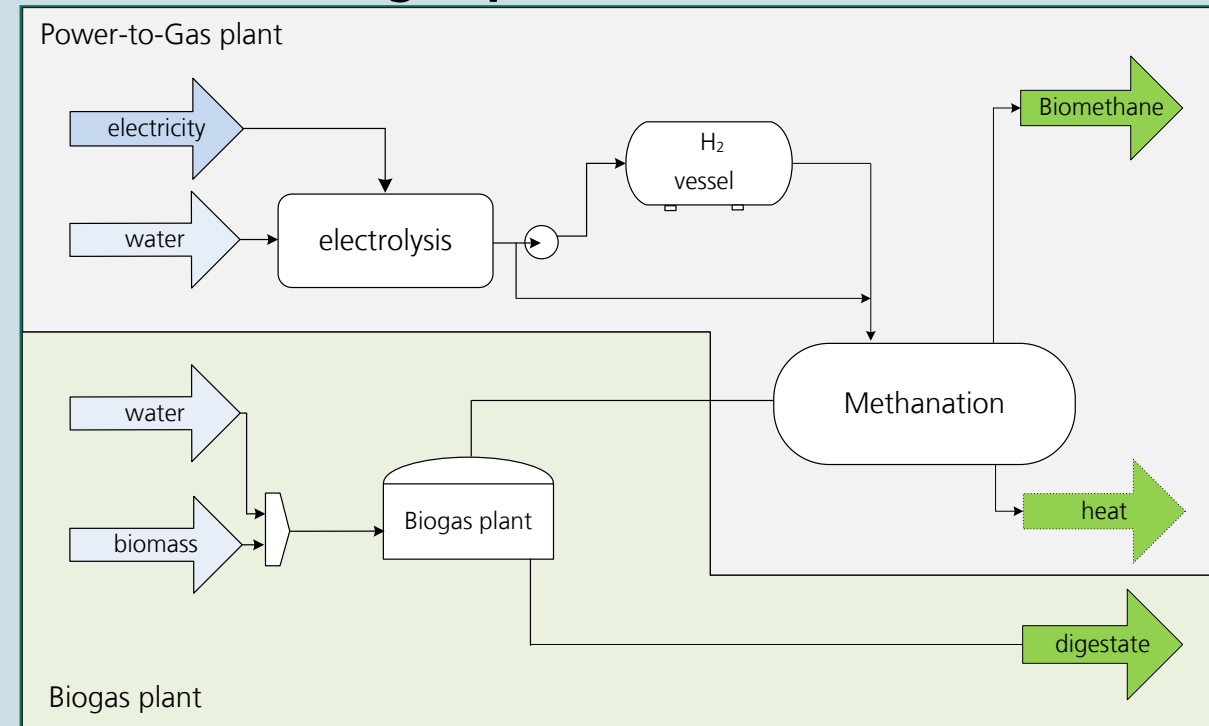 Power-to-Gas plant
electricity
Biomethane
H₂
vessel
water
electrolysis
Methanation
water
heat
Biogas plant
biomass
digestate
Biogas plant